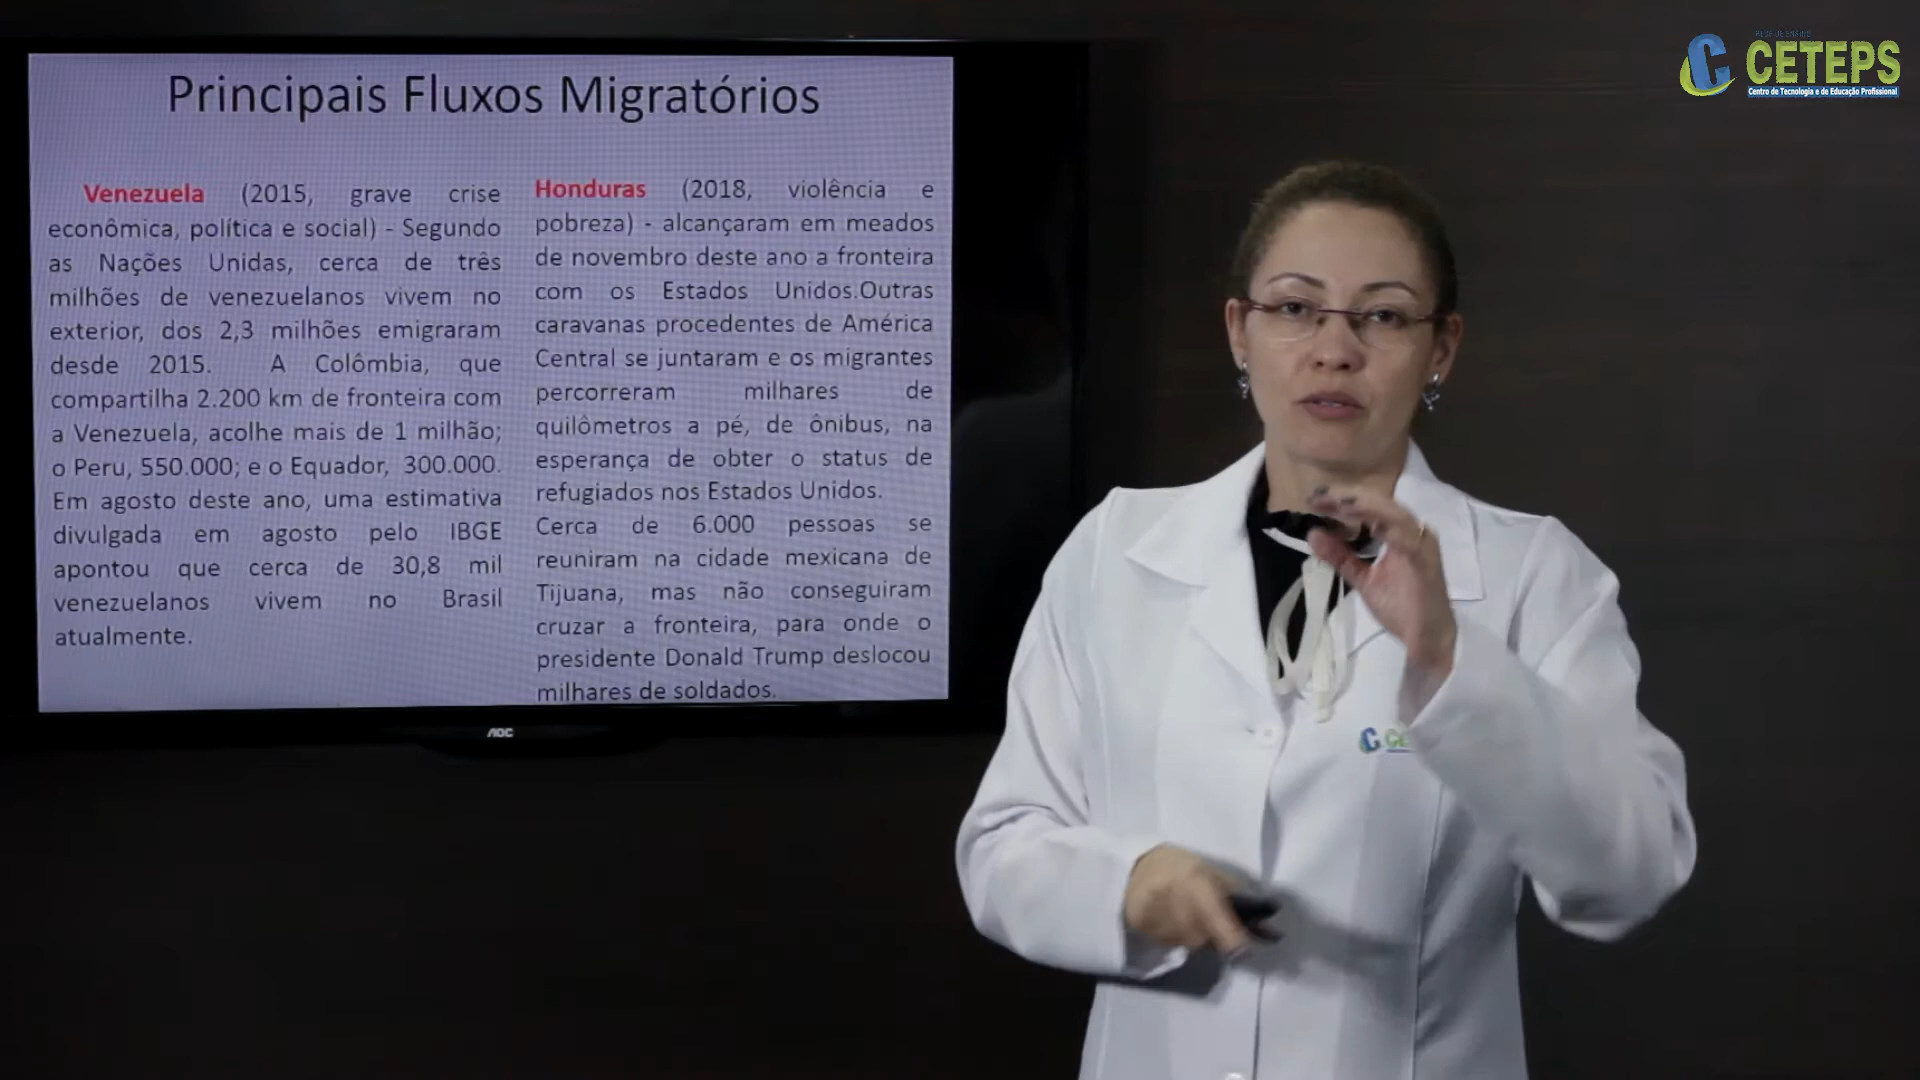 Principais Fluxos Migratórios
Venezuela (2015, grave crise
econômica, política e social) - Segundo
as Nações Unidas, cerca de três
milhões de venezuelanos vivem no
exterior, dos 2,3 milhões emigraram
desde 2015. A Colômbia, que
compartilha 2.200 km de fronteira com
a Venezuela, acolhe mais de 1 milhão;
o Peru, 550.000; e o Equador, 300.000.
Em agosto deste ano, uma estimativa
divulgada em agosto pelo IBGE
apontou que cerca de 30,8 mil
venezuelanos vivem no Brasil
atualmente.
Honduras (2018, violência e
pobreza) - alcançaram em meados
de novembro deste ano a fronteira
com os Estados Unidos.Outras
caravanas procedentes de América
Central se juntaram e os migrantes
percorreram milhares de
quilômetros a pé, de ônibus, na
esperança de obter o status de
refugiados nos Estados Unidos.
Cerca de 6.000 pessoas se
reuniram na cidade mexicana de
Tijuana, mas não conseguiram
cruzar a fronteira, para onde o
presidente Donald Trump deslocou
milhares de soldados.
AOC
REDE DE ENSINO
CETEPS
Centro de Tecnologia e de Educação Profissional